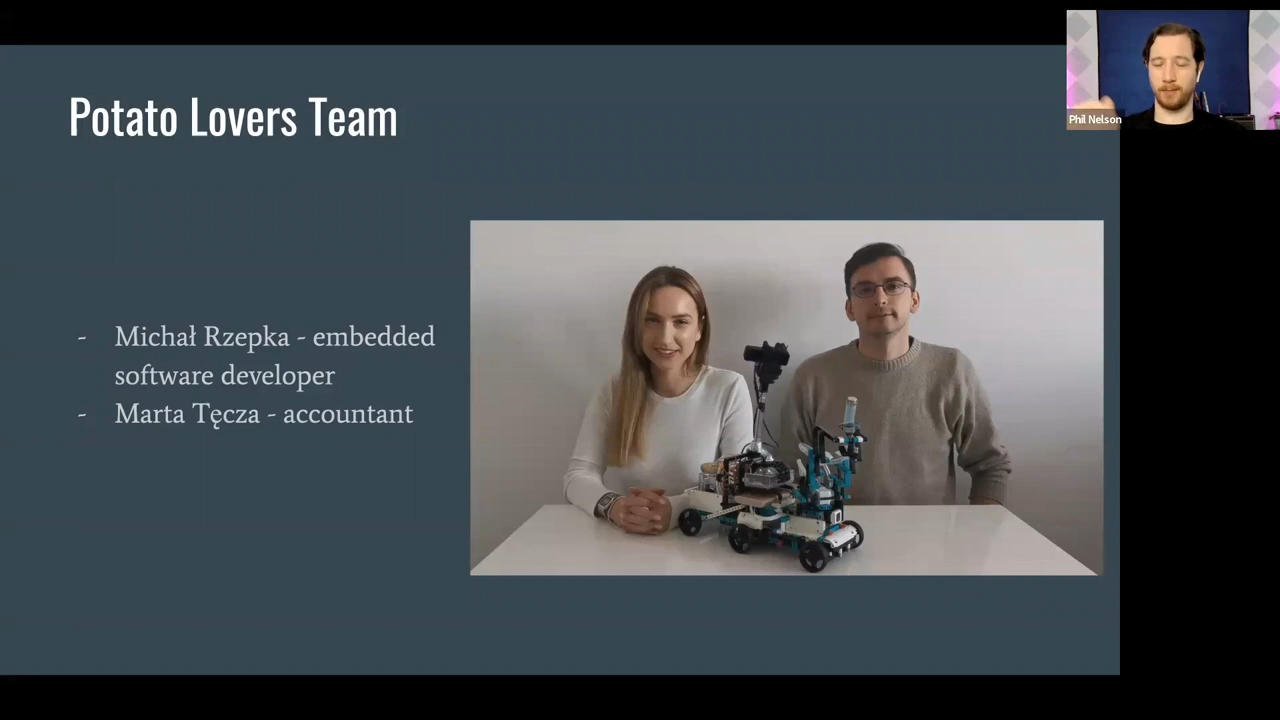 Potato Lovers Team
- Michał Rzepka - embedded
software developer
- Marta Tęcza - accountant
Phil Nelson